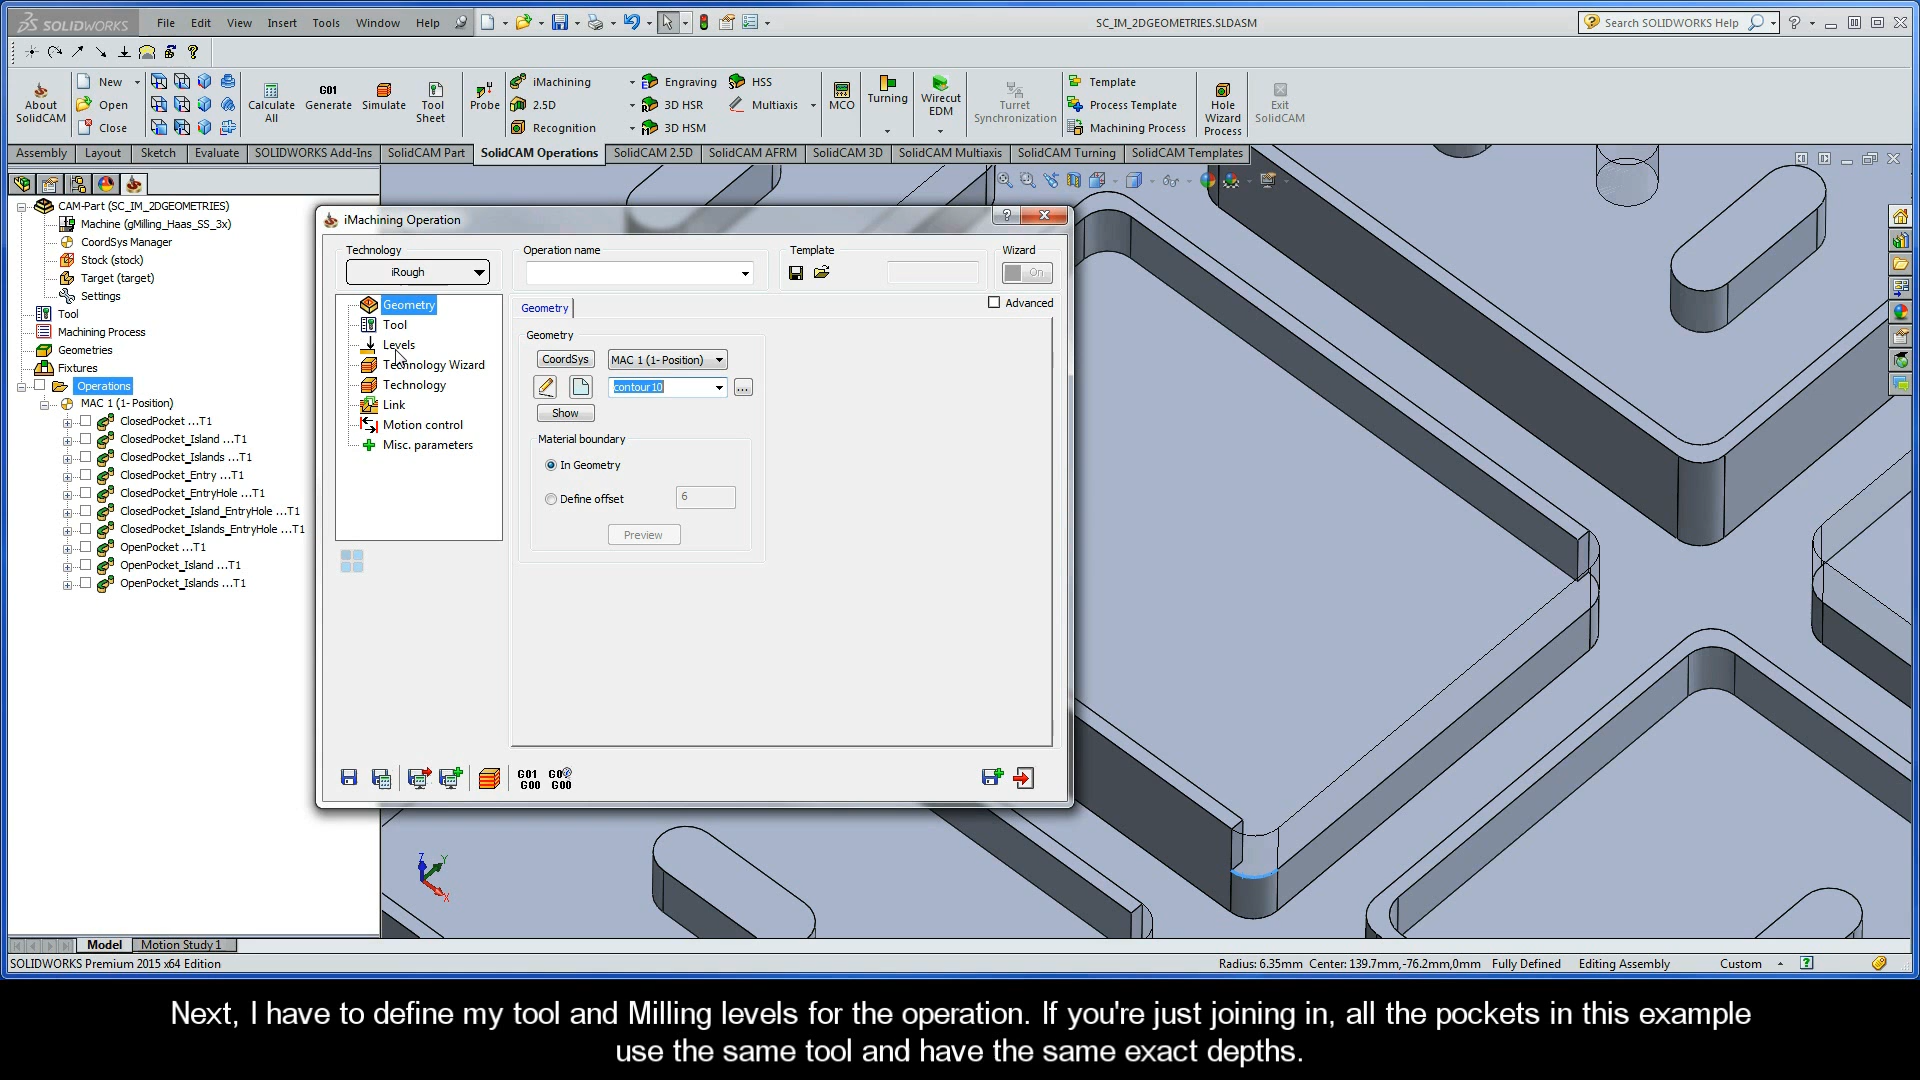 SOLIDWORKS
File Edit View Insert Tools Window Help
SC_IM_2DGEOMETRIES.SLDASM
Search SOLIDWORKS Help
About SolidCAM
New
Open
Close
Calculate All
G01 Generate
Simulate
Tool Sheet
Probe
iMachining
2.5D
Recognition
Engraving
3D HSR
3D HSM
HSS
Multiaxis
MCO
Turning
Wirecut EDM
Turret Synchronization
Template
Process Template
Machining Process
Hole Wizard Process
Exit SolidCAM
Assembly Layout Sketch Evaluate SOLIDWORKS Add-Ins SolidCAM Part SolidCAM Operations SolidCAM 2.5D SolidCAM AFRM SolidCAM 3D SolidCAM Multiaxis SolidCAM Turning SolidCAM Templates
CAM-Part (SC_IM_2DGEOMETRIES)
Machine (gMilling_Haas_SS_3x)
CoordSys Manager
Stock (stock)
Target (target)
Settings
Tool
Machining Process
Geometries
Fixtures
Operations
MAC 1 (1- Position)
ClosedPocket ...T1
ClosedPocket_Island ...T1
ClosedPocket_Islands ...T1
ClosedPocket_Entry ...T1
ClosedPocket_EntryHole ...T1
ClosedPocket_Island_EntryHole ...T1
ClosedPocket_Islands_EntryHole ...T1
OpenPocket ...T1
OpenPocket_Island ...T1
OpenPocket_Islands ...T1
iMachining Operation
Technology
iRough
Operation name
Template
Wizard
On
Geometry
Tool
Levels
Technology Wizard
Technology
Link
Motion control
Misc. parameters
Geometry
Advanced
Geometry
CoordSys
MAC 1 (1- Position)
contour10
...
Show
Material boundary
In Geometry
Define offset
6
Preview
G01 G00
G0 G00
Z
Y
X
Model Motion Study 1
SOLIDWORKS Premium 2015 x64 Edition
Radius: 6.35mm Center: 139.7mm,-76.2mm,0mm Fully Defined Editing Assembly Custom
Next, I have to define my tool and Milling levels for the operation. If you're just joining in, all the pockets in this example
use the same tool and have the same exact depths.